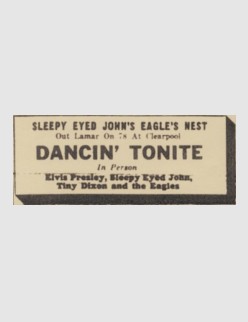 SLEEPY EYED JOHN'S EAGLE'S NEST
Out Lamar On 78 At Clearpool
DANCIN' TONITE
In Person
Elvis Presley, Sleepy Eyed John,
Tiny Dixon and the Eagles